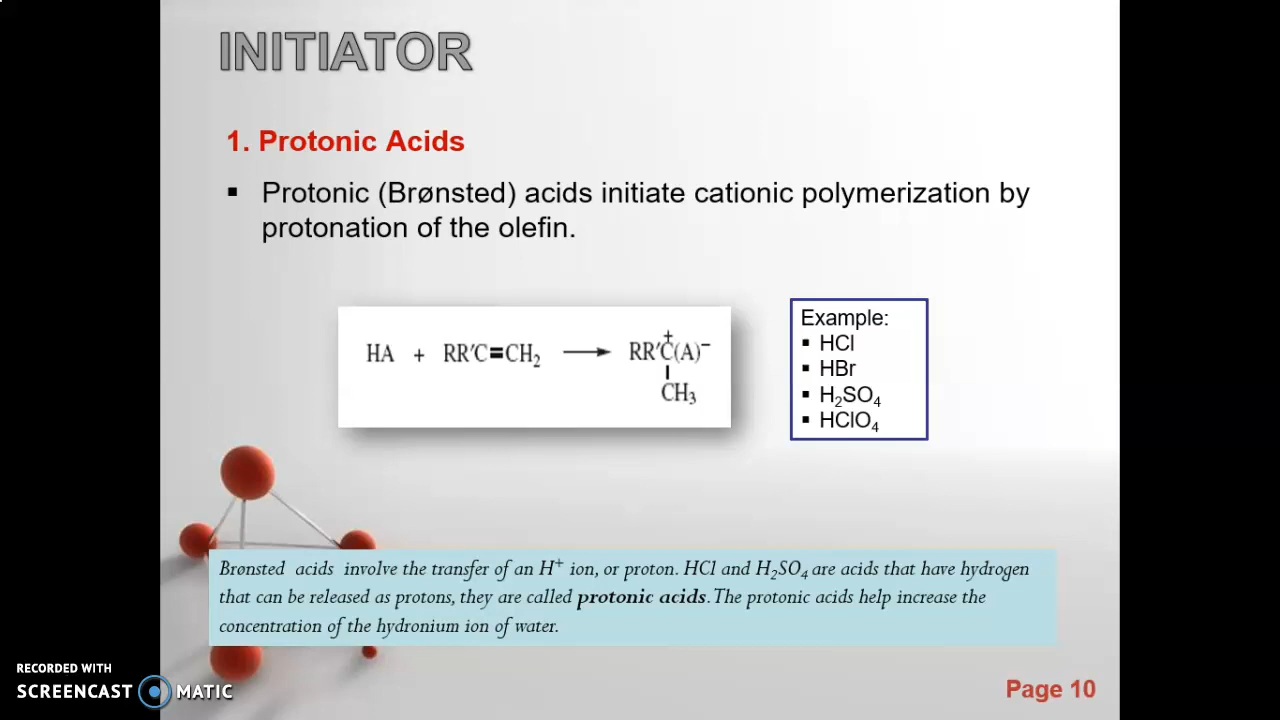 INITIATOR
1. Protonic Acids
▪ Protonic (Brønsted) acids initiate cationic polymerization by
protonation of the olefin.
HA + RR′C=CH₂ ⟶ RR′C⁺(A)⁻
CH₃
Example:
▪ HCl
▪ HBr
▪ H₂SO₄
▪ HClO₄
Brønsted acids involve the transfer of an H⁺ ion, or proton. HCl and H₂SO₄ are acids that have hydrogen
that can be released as protons, they are called protonic acids. The protonic acids help increase the
concentration of the hydronium ion of water.
RECORDED WITH
SCREENCAST MATIC
Page 10